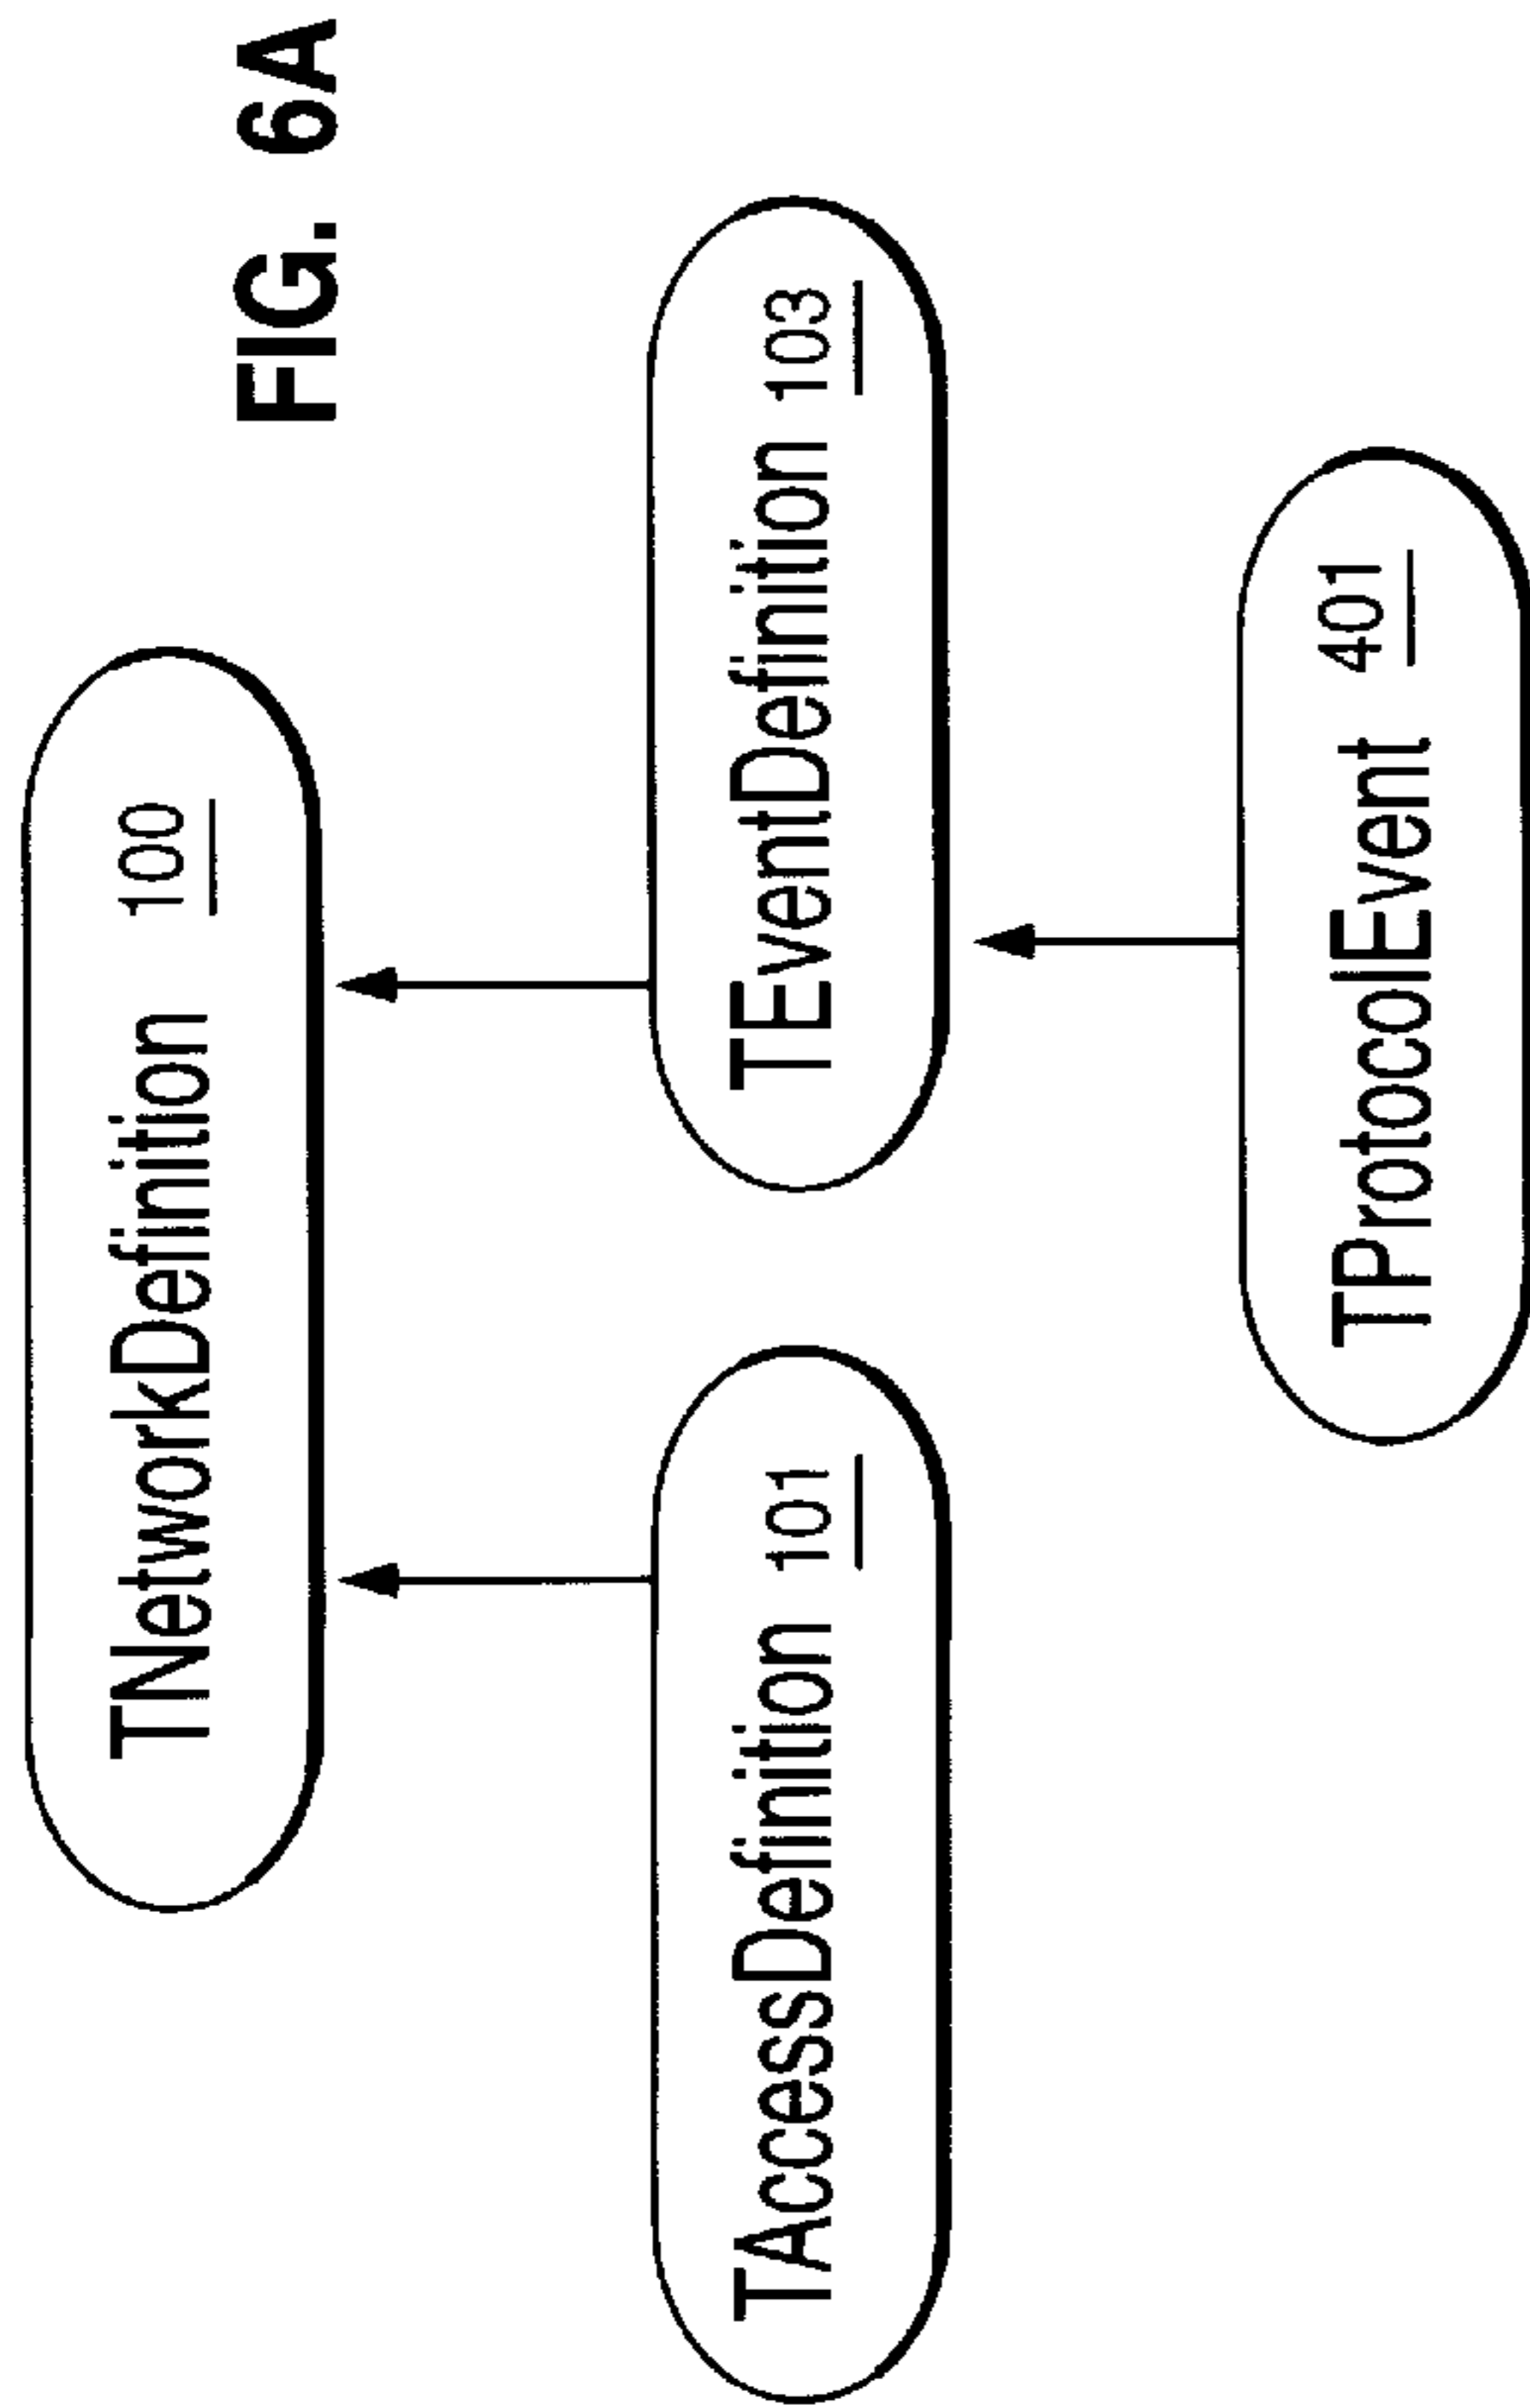 FIG. 6A
TNetworkDefinition 100
TAccessDefinition 101
TEventDefinition 103
TProtocolEvent 401